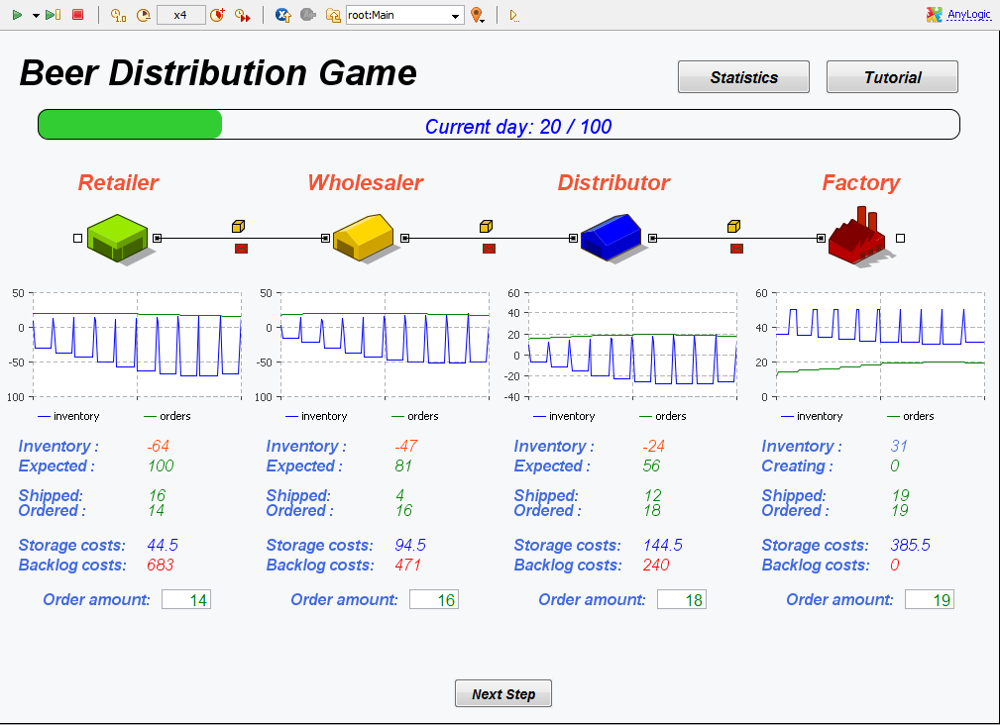 x4 root:Main AnyLogic
Beer Distribution Game Statistics Tutorial
Current day: 20 / 100
Retailer Wholesaler Distributor Factory
50 50 60 60
40
0 0 20 40
0 20
-50 -50 -20
100 100 -40 0
inventory orders inventory orders inventory orders inventory orders
Inventory : -64 Inventory : -47 Inventory : -24 Inventory : 31
Expected : 100 Expected : 81 Expected : 56 Creating : 0
Shipped: 16 Shipped: 4 Shipped: 12 Shipped: 19
Ordered : 14 Ordered : 16 Ordered : 18 Ordered : 19
Storage costs: 44.5 Storage costs: 94.5 Storage costs: 144.5 Storage costs: 385.5
Backlog costs: 683 Backlog costs: 471 Backlog costs: 240 Backlog costs: 0
Order amount: 14 Order amount: 16 Order amount: 18 Order amount: 19
Next Step